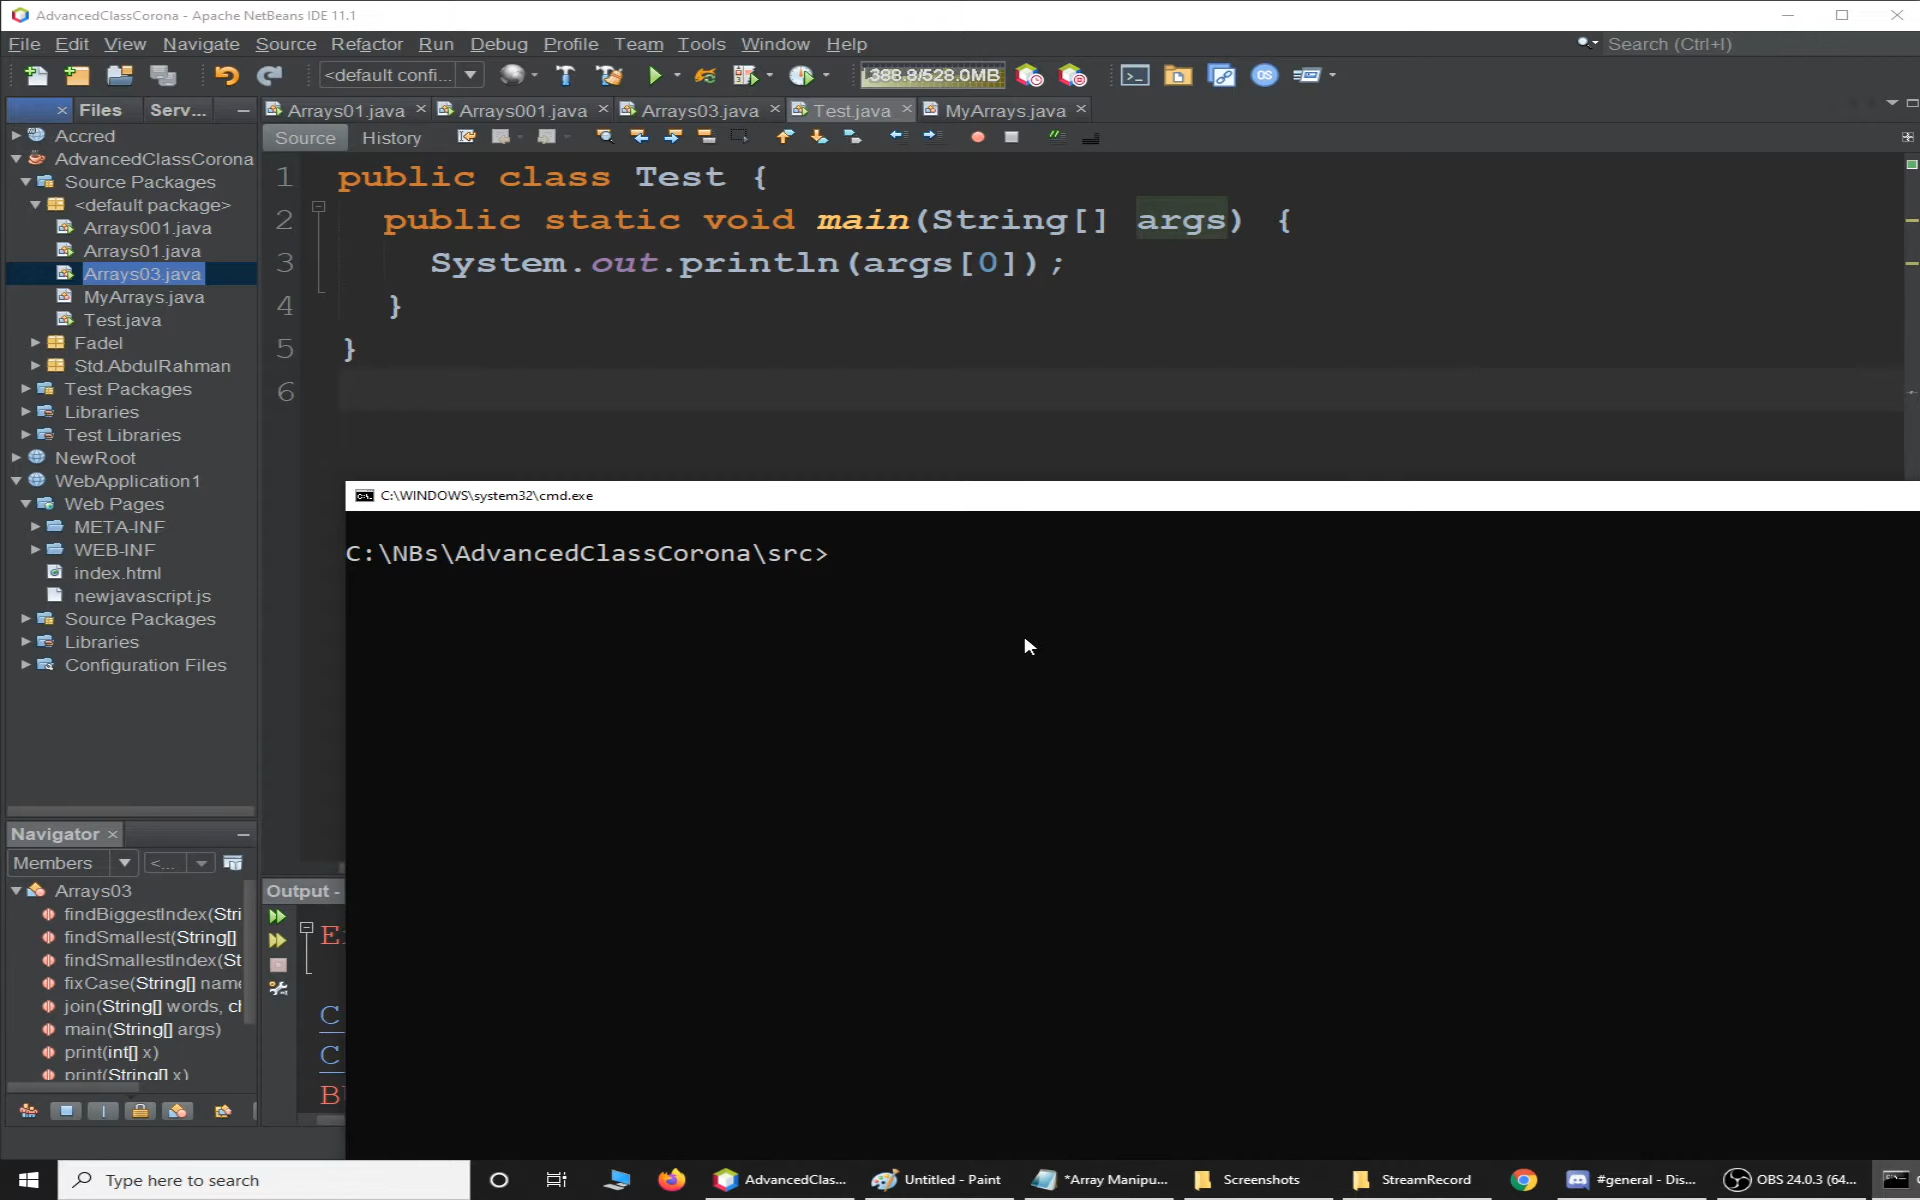 AdvancedClassCorona - Apache NetBeans IDE 11.1
File Edit View Navigate Source Refactor Run Debug Profile Team Tools Window Help
Search (Ctrl+I)
<default confi...
388.8/528.0MB
Files Serv...
Arrays01.java Arrays001.java Arrays03.java Test.java MyArrays.java
Source History
Accred
AdvancedClassCorona
Source Packages
<default package>
Arrays001.java
Arrays01.java
Arrays03.java
MyArrays.java
Test.java
Fadel
Std.AbdulRahman
Test Packages
Libraries
Test Libraries
NewRoot
WebApplication1
Web Pages
META-INF
WEB-INF
index.html
newjavascript.js
Source Packages
Libraries
Configuration Files
1 public class Test {
2 public static void main(String[] args) {
3 System.out.println(args[0]);
4 }
5 }
6
C:\WINDOWS\system32\cmd.exe
C:\NBs\AdvancedClassCorona\src>
Navigator
Members <...
Arrays03
findBiggestIndex(Stri
findSmallest(String[]
findSmallestIndex(St
fixCase(String[] name
join(String[] words, ch
main(String[] args)
print(int[] x)
print(String[] x)
Output -
C
C
Type here to search
AdvancedClas...
Untitled - Paint
*Array Manipu...
Screenshots
StreamRecord
#general - Dis...
OBS 24.0.3 (64...